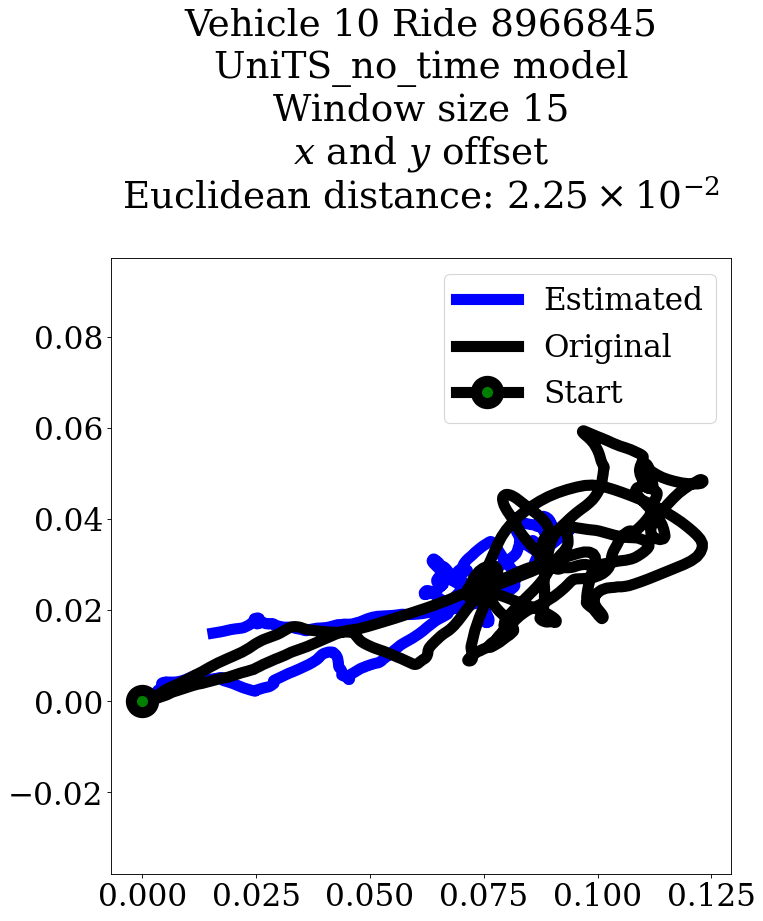 Vehicle 10 Ride 8966845
UniTS_no_time model
Window size 15
x and y offset
Euclidean distance: 2.25 × 10⁻²
Estimated
Original
Start
0.08
0.06
0.04
0.02
0.00
−0.02
0.000 0.025 0.050 0.075 0.100 0.125